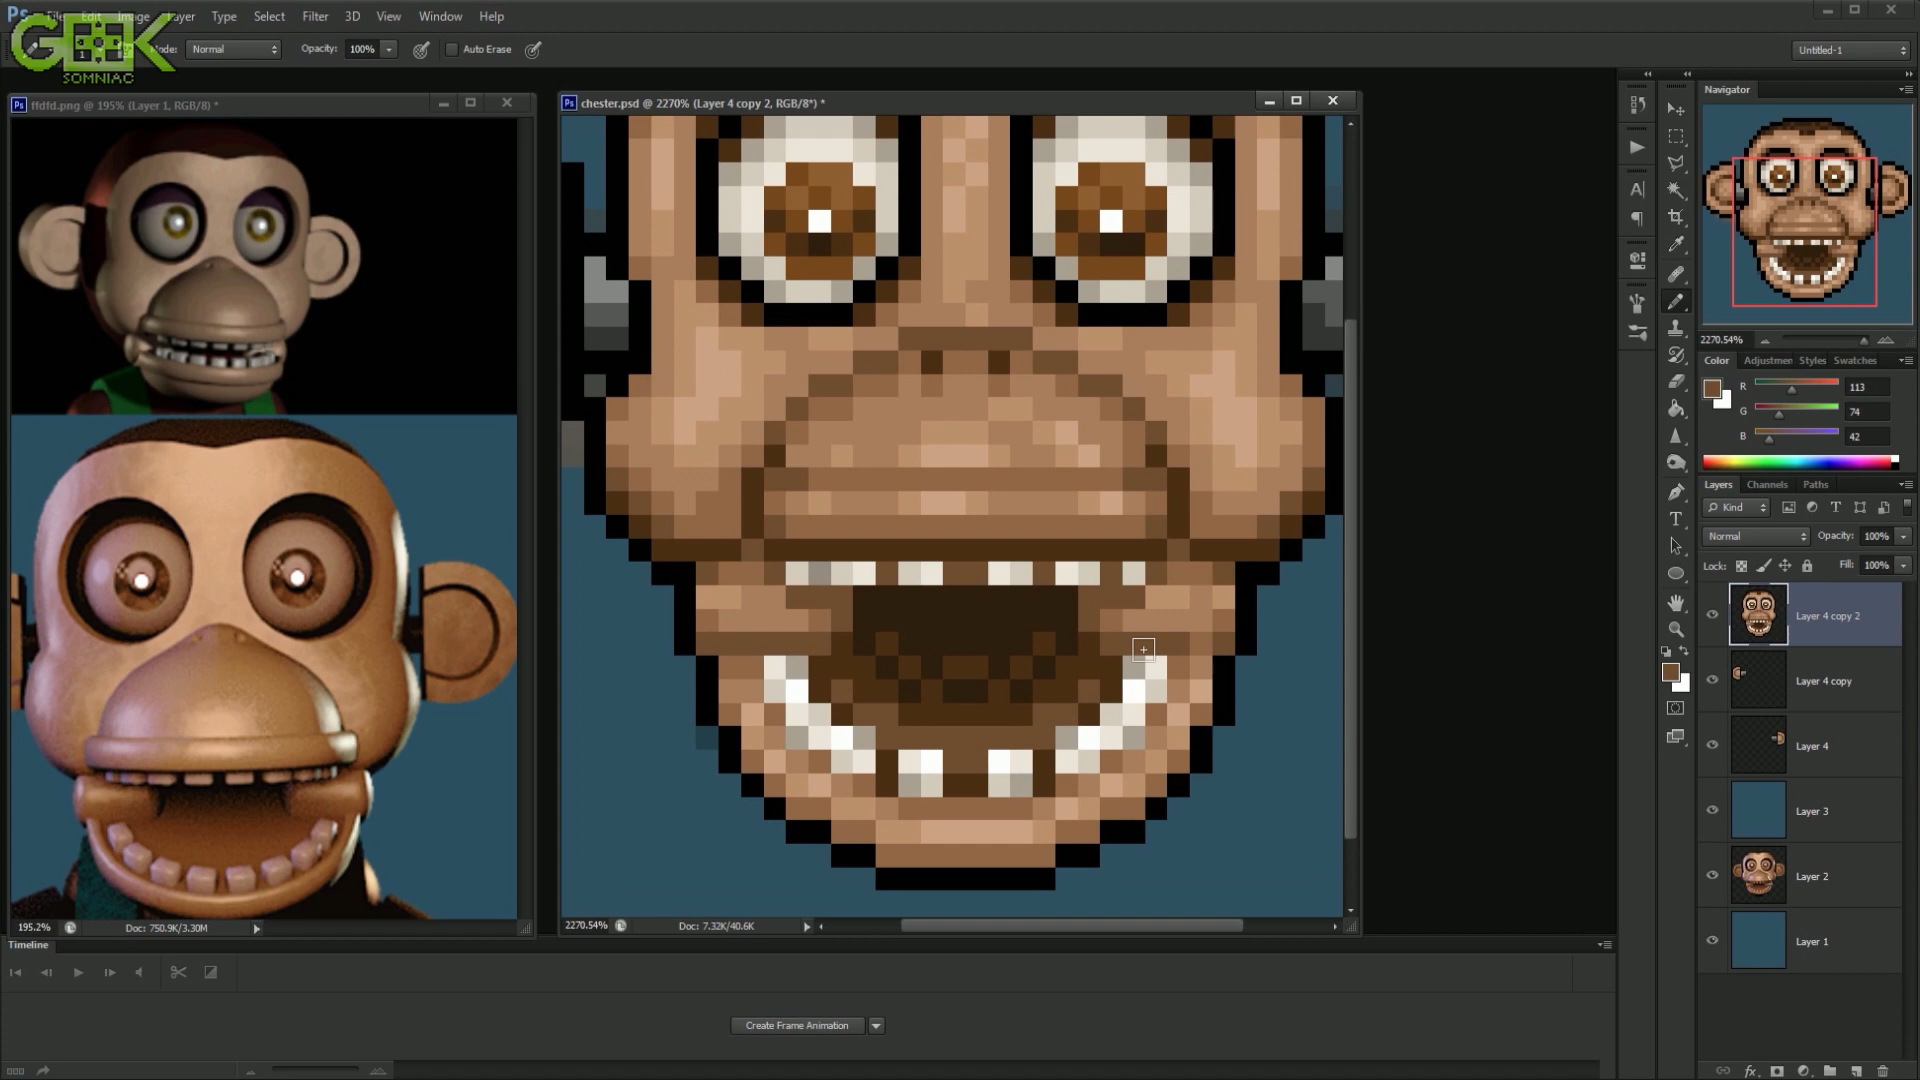 Ps File Edit Image Layer Type Select Filter 3D View Window Help
GEEK
SOMNIAC
Mode: Normal Opacity: 100% Auto Erase Untitled-1
Ps ffdfd.png @ 195% (Layer 1, RGB/8) *
Ps chester.psd @ 2270% (Layer 4 copy 2, RGB/8*) *
Navigator
2270.54%
Color Adjustmen Styles Swatches
R 113
G 74
B 42
Layers Channels Paths
Kind
Normal Opacity: 100%
Lock: Fill: 100%
Layer 4 copy 2
Layer 4 copy
Layer 4
Layer 3
Layer 2
Layer 1
195.2% Doc: 750.9K/3.30M
2270.54% Doc: 7.32K/40.6K
Timeline
Create Frame Animation
fx